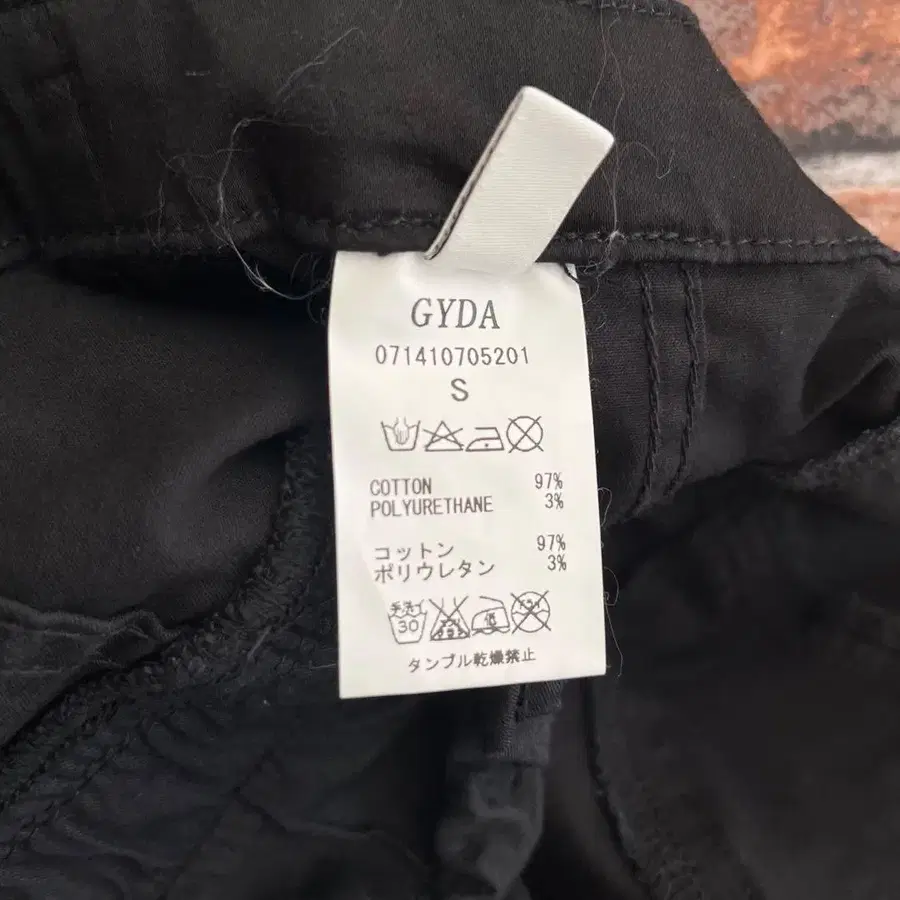 GYDA
071410705201
S
COTTON 97%
POLYURETHANE 3%
コットン 97%
ポリウレタン 3%
30 低
タンブル乾燥禁止